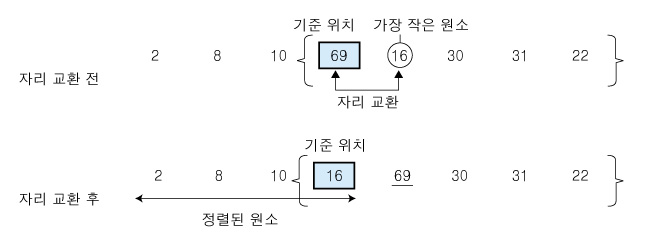 기준 위치 가장 작은 원소
2 8 10 69 16 30 31 22
자리 교환 전
자리 교환
기준 위치
2 8 10 16 69 30 31 22
자리 교환 후
정렬된 원소